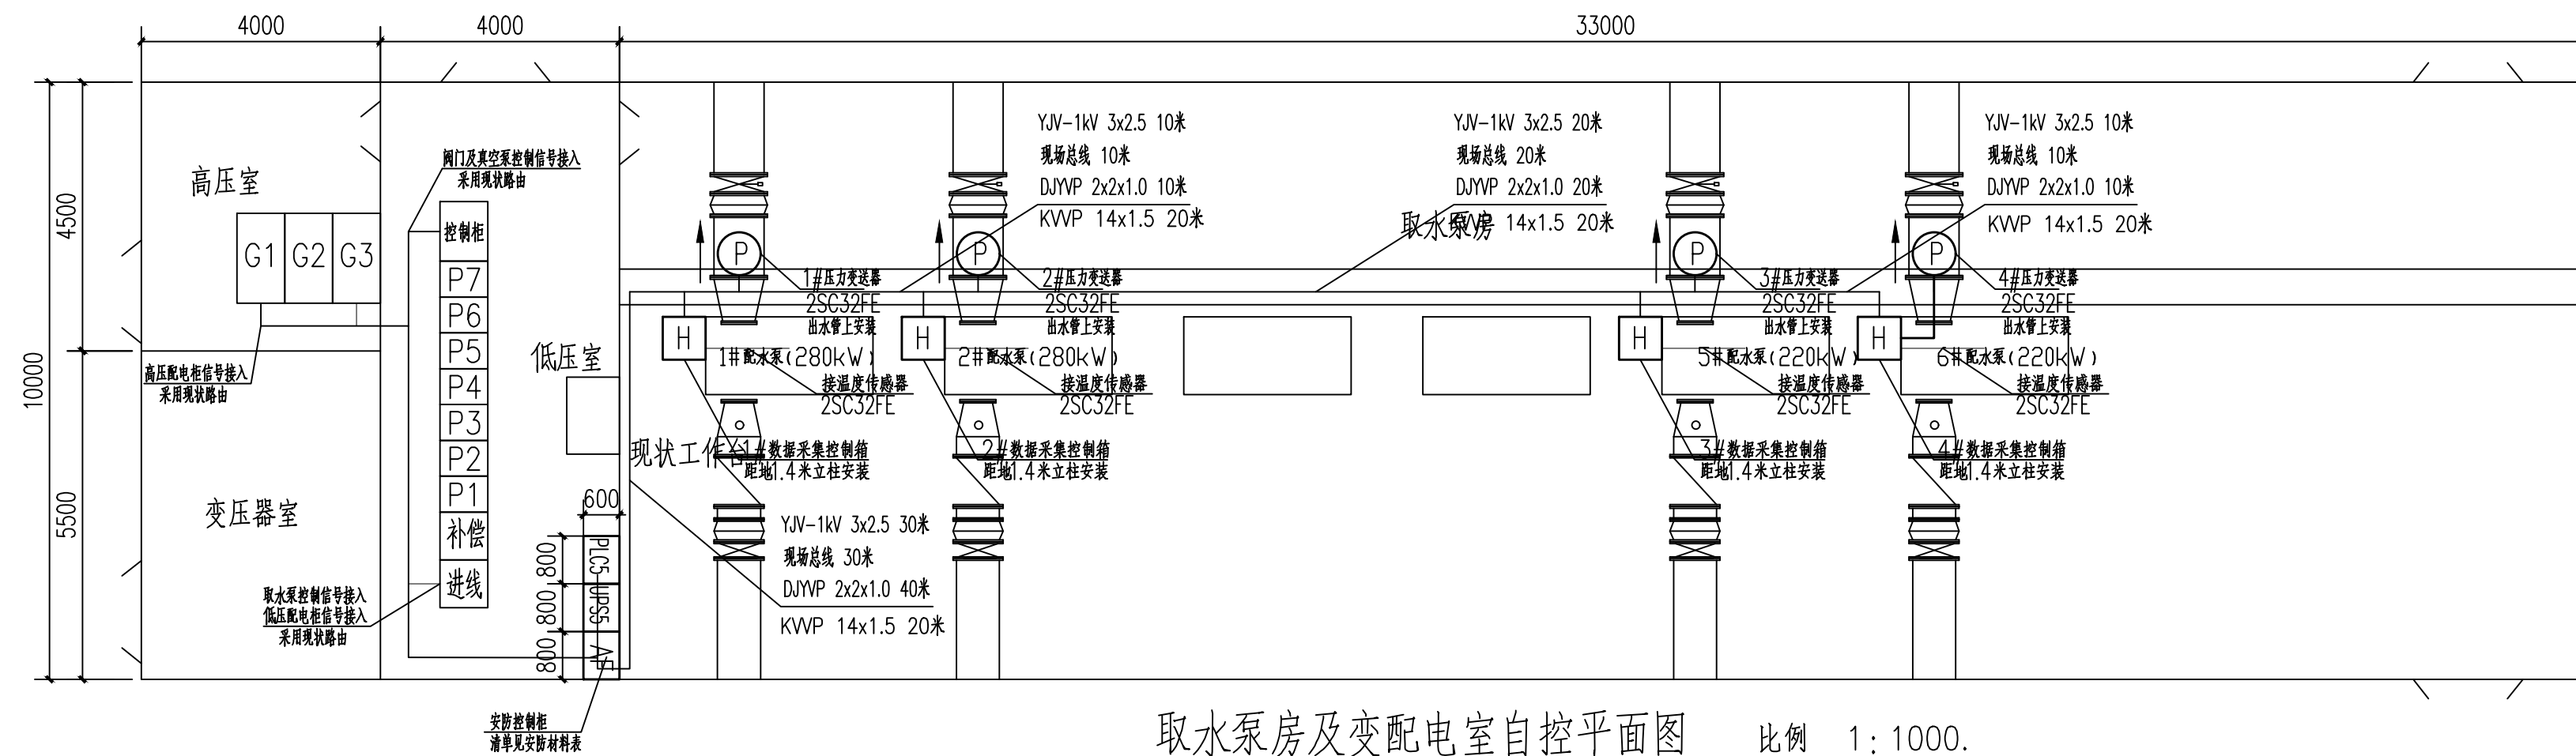 4000
4000
33000
10000
4500
5500
高压室
G1
G2
G3
高压配电柜信号接入
采用现状路由
变压器室
阀门及真空泵控制信号接入
采用现状路由
控制柜
P7
P6
P5
P4
P3
P2
P1
补偿
进线
取水泵控制信号接入
低压配电柜信号接入
采用现状路由
低压室
现状工作台
600
800
800
800
PLC5
UPS5
AF
安防控制柜
清单见安防材料表
YJV-1kV 3x2.5 30米
现场总线 30米
DJYVP 2x2x1.0 40米
KVVP 14x1.5 20米
P
1#压力变送器
2SC32FE
出水管上安装
H
1#配水泵(280kW)
接温度传感器
2SC32FE
1#数据采集控制箱
距地1.4米立柱安装
YJV-1kV 3x2.5 10米
现场总线 10米
DJYVP 2x2x1.0 10米
KVVP 14x1.5 20米
P
2#压力变送器
2SC32FE
出水管上安装
H
2#配水泵(280kW)
接温度传感器
2SC32FE
2#数据采集控制箱
距地1.4米立柱安装
YJV-1kV 3x2.5 20米
现场总线 20米
DJYVP 2x2x1.0 20米
KVVP 14x1.5 20米
取水泵房
P
3#压力变送器
2SC32FE
出水管上安装
H
5#配水泵(220kW)
接温度传感器
2SC32FE
3#数据采集控制箱
距地1.4米立柱安装
YJV-1kV 3x2.5 10米
现场总线 10米
DJYVP 2x2x1.0 10米
KVVP 14x1.5 20米
P
4#压力变送器
2SC32FE
出水管上安装
H
6#配水泵(220kW)
接温度传感器
2SC32FE
4#数据采集控制箱
距地1.4米立柱安装
取水泵房及变配电室自控平面图 比例 1:1000.